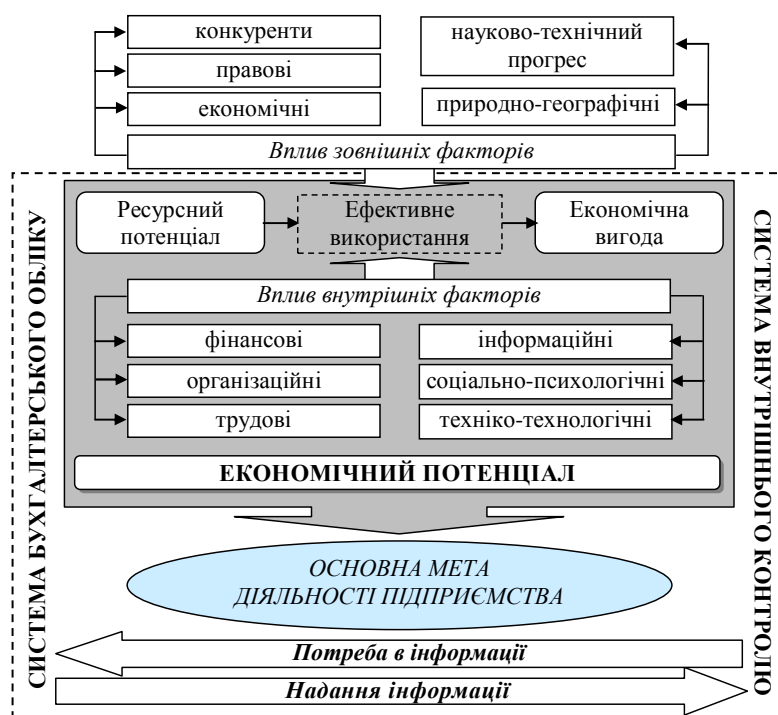 конкуренти
правові
економічні
науково-технічний
прогрес
природно-географічні
Вплив зовнішніх факторів
СИСТЕМА БУХГАЛТЕРСЬКОГО ОБЛІКУ
Ресурсний
потенціал
Ефективне
використання
Економічна
вигода
Вплив внутрішніх факторів
фінансові
організаційні
трудові
інформаційні
соціально-психологічні
техніко-технологічні
ЕКОНОМІЧНИЙ ПОТЕНЦІАЛ
СИСТЕМА ВНУТРІШНЬОГО КОНТРОЛЮ
ОСНОВНА МЕТА
ДІЯЛЬНОСТІ ПІДПРИЄМСТВА
Потреба в інформації
Надання інформації